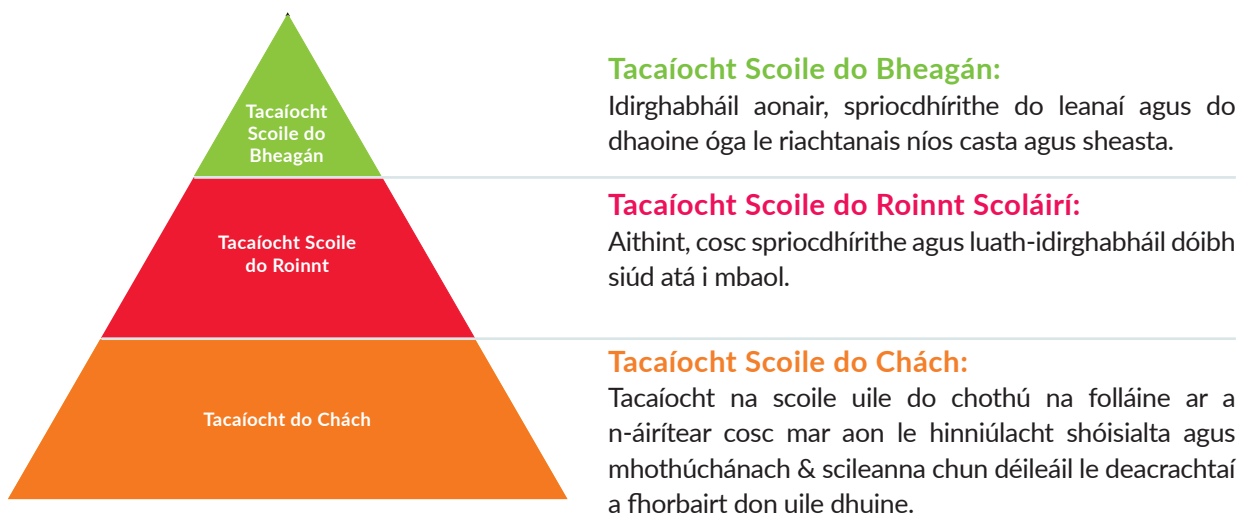 Tacaíocht
Scoile do
Bheagán
Tacaíocht Scoile do Bheagán:
Idirghabháil aonair, spriocdhírithe do leanaí agus do
dhaoine óga le riachtanais níos casta agus sheasta.
Tacaíocht Scoile
do Roinnt
Tacaíocht Scoile do Roinnt Scoláirí:
Aithint, cosc spriocdhírithe agus luath-idirghabháil dóibh
siúd atá i mbaol.
Tacaíocht do Chách
Tacaíocht Scoile do Chách:
Tacaíocht na scoile uile do chothú na folláine ar a
n-áirítear cosc mar aon le hinniúlacht shóisialta agus
mhothúchánach & scileanna chun déileáil le deacrachtaí
a fhorbairt don uile dhuine.